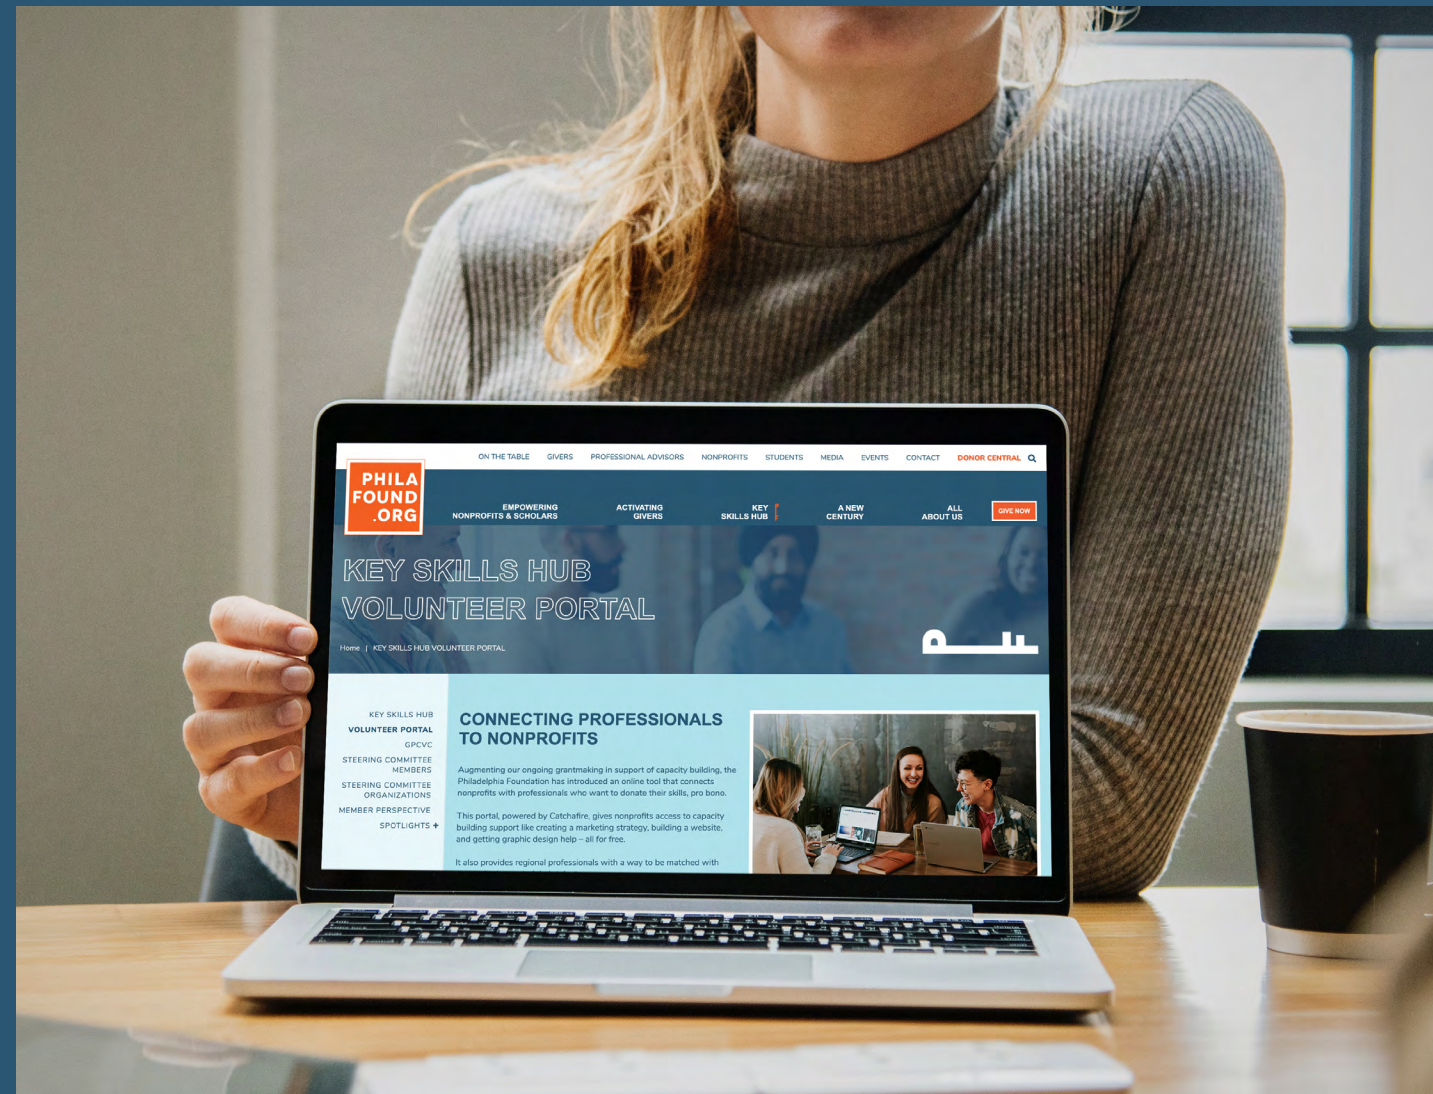 ON THE TABLE GIVERS PROFESSIONAL ADVISORS NONPROFITS STUDENTS MEDIA EVENTS CONTACT DONOR CENTRAL
PHILA
FOUND
.ORG
EMPOWERING
NONPROFITS & SCHOLARS
ACTIVATING
GIVERS
KEY
SKILLS HUB
A NEW
CENTURY
ALL
ABOUT US
GIVE NOW
KEY SKILLS HUB
VOLUNTEER PORTAL
Home | KEY SKILLS HUB VOLUNTEER PORTAL
KEY SKILLS HUB
VOLUNTEER PORTAL
GPCVC
STEERING COMMITTEE
MEMBERS
STEERING COMMITTEE
ORGANIZATIONS
MEMBER PERSPECTIVE
SPOTLIGHTS +
CONNECTING PROFESSIONALS
TO NONPROFITS
Augmenting our ongoing grantmaking in support of capacity building, the
Philadelphia Foundation has introduced an online tool that connects
nonprofits with professionals who want to donate their skills, pro bono.
This portal, powered by Catchafire, gives nonprofits access to capacity
building support like creating a marketing strategy, building a website,
and getting graphic design help – all for free.
It also provides regional professionals with a way to be matched with